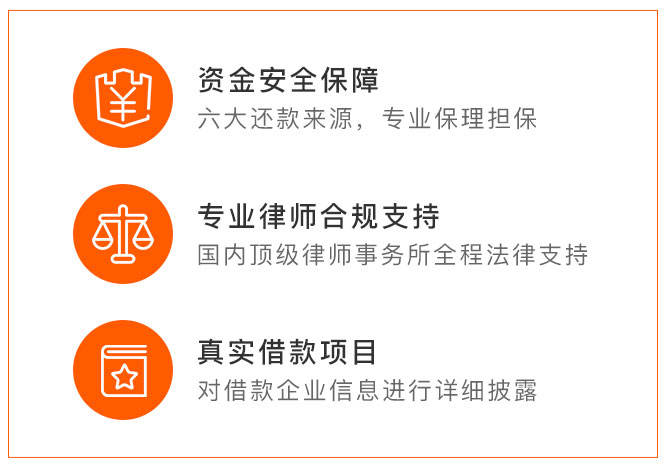 资金安全保障
六大还款来源，专业保理担保
专业律师合规支持
国内顶级律师事务所全程法律支持
真实借款项目
对借款企业信息进行详细披露